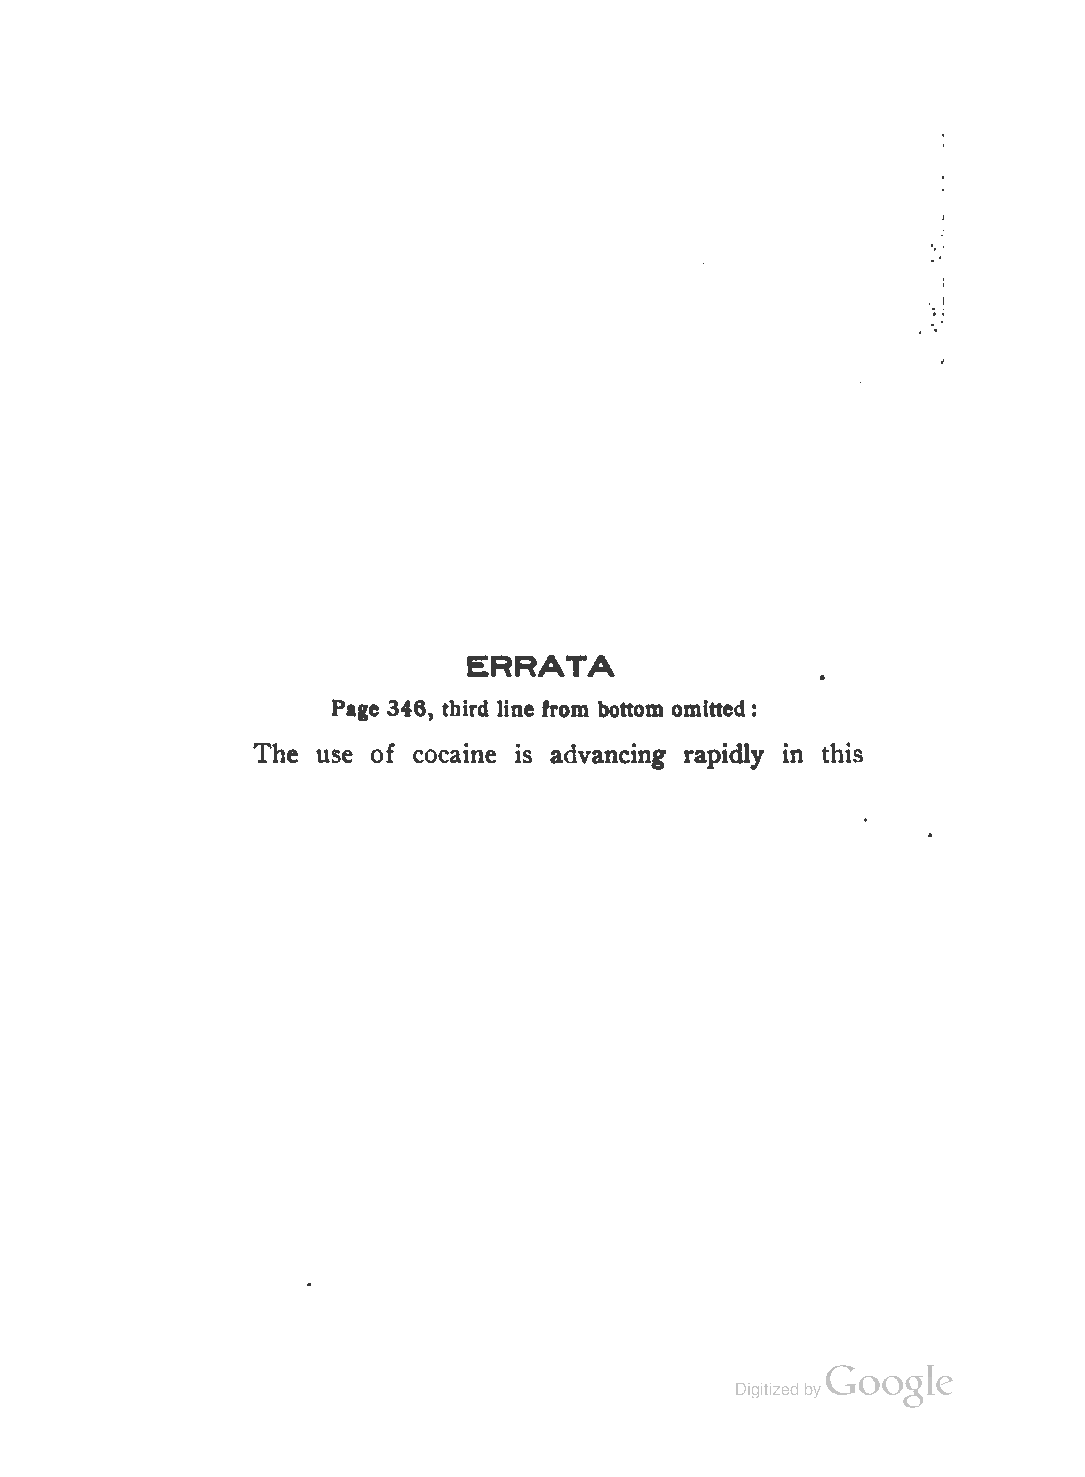 ERRATA
Page 346, third line from bottom omitted:
The use of cocaine is advancing rapidly in this
Digitized by Google